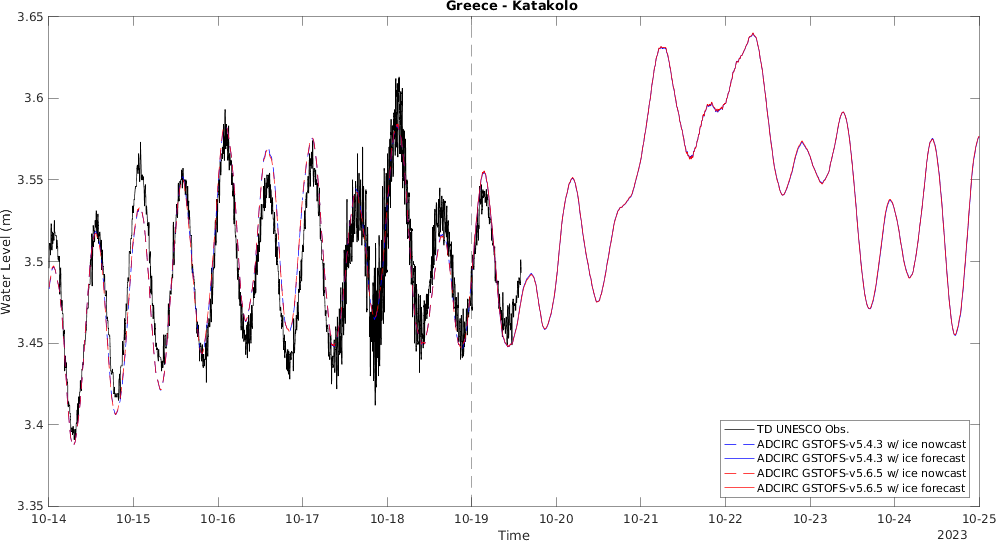 Greece - Katakolo
3.65
3.6
3.55
3.5
3.45
3.4
3.35
Water Level (m)
TD UNESCO Obs.
ADCIRC GSTOFS-v5.4.3 w/ ice nowcast
ADCIRC GSTOFS-v5.4.3 w/ ice forecast
ADCIRC GSTOFS-v5.6.5 w/ ice nowcast
ADCIRC GSTOFS-v5.6.5 w/ ice forecast
10-14 10-15 10-16 10-17 10-18 10-19 10-20 10-21 10-22 10-23 10-24 10-25
Time
2023